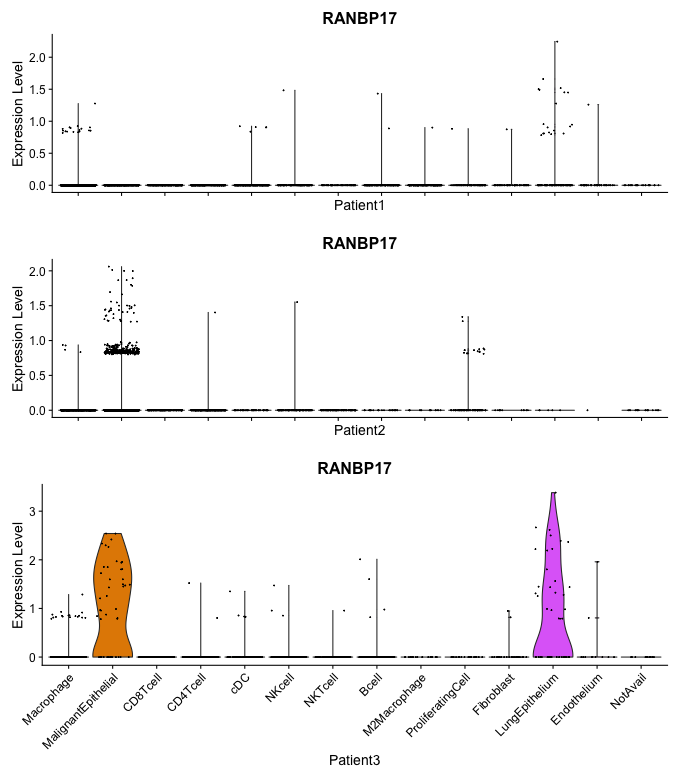 RANBP17
Expression Level
2.0
1.5
1.0
0.5
0.0
Patient1
RANBP17
Expression Level
2.0
1.5
1.0
0.5
0.0
Patient2
RANBP17
Expression Level
3
2
1
0
Macrophage
MalignantEpithelial
CD8Tcell
CD4Tcell
cDC
NKcell
NKTcell
Bcell
M2Macrophage
ProliferatingCell
Fibroblast
LungEpithelium
Endothelium
NotAvail
Patient3